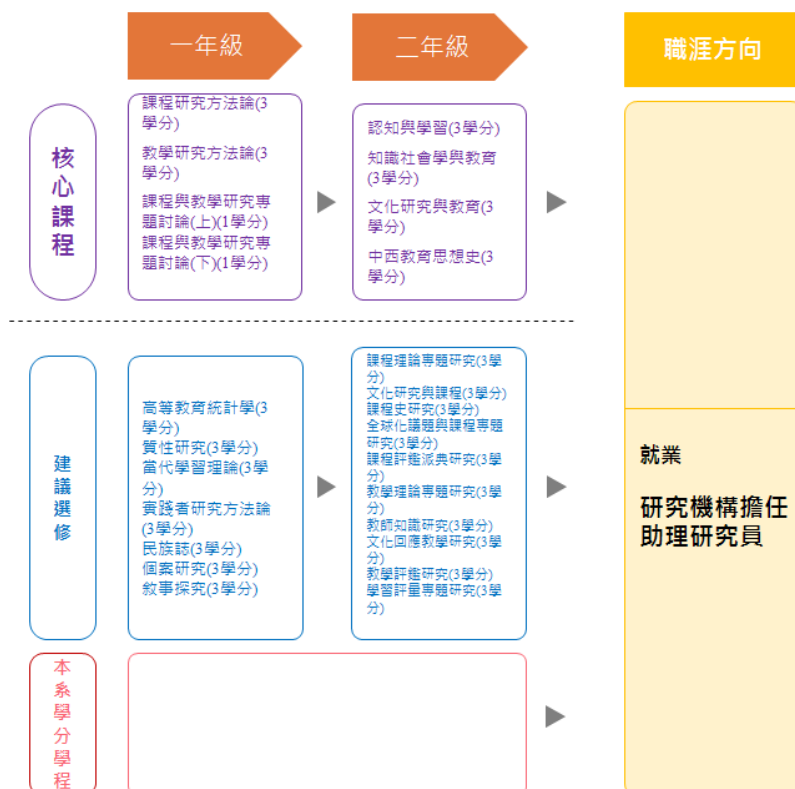 一年級
二年級
職涯方向
核
心
課
程
課程研究方法論(3
學分)
教學研究方法論(3
學分)
課程與教學研究專
題討論(上)(1學分)
課程與教學研究專
題討論(下)(1學分)
認知與學習(3學分)
知識社會學與教育
(3學分)
文化研究與教育(3
學分)
中西教育思想史(3
學分)
建
議
選
修
高等教育統計學(3
學分)
質性研究(3學分)
當代學習理論(3學
分)
實踐者研究方法論
(3學分)
民族誌(3學分)
個案研究(3學分)
敘事探究(3學分)
課程理論專題研究(3學
分)
文化研究與課程(3學分)
課程史研究(3學分)
全球化議題與課程專題
研究(3學分)
課程評鑑派典研究(3學
分)
教學理論專題研究(3學
分)
教師知識研究(3學分)
文化回應教學研究(3學
分)
教學評鑑研究(3學分)
學習評量專題研究(3學
分)
就業
研究機構擔任
助理研究員
本
系
學
分
學
程